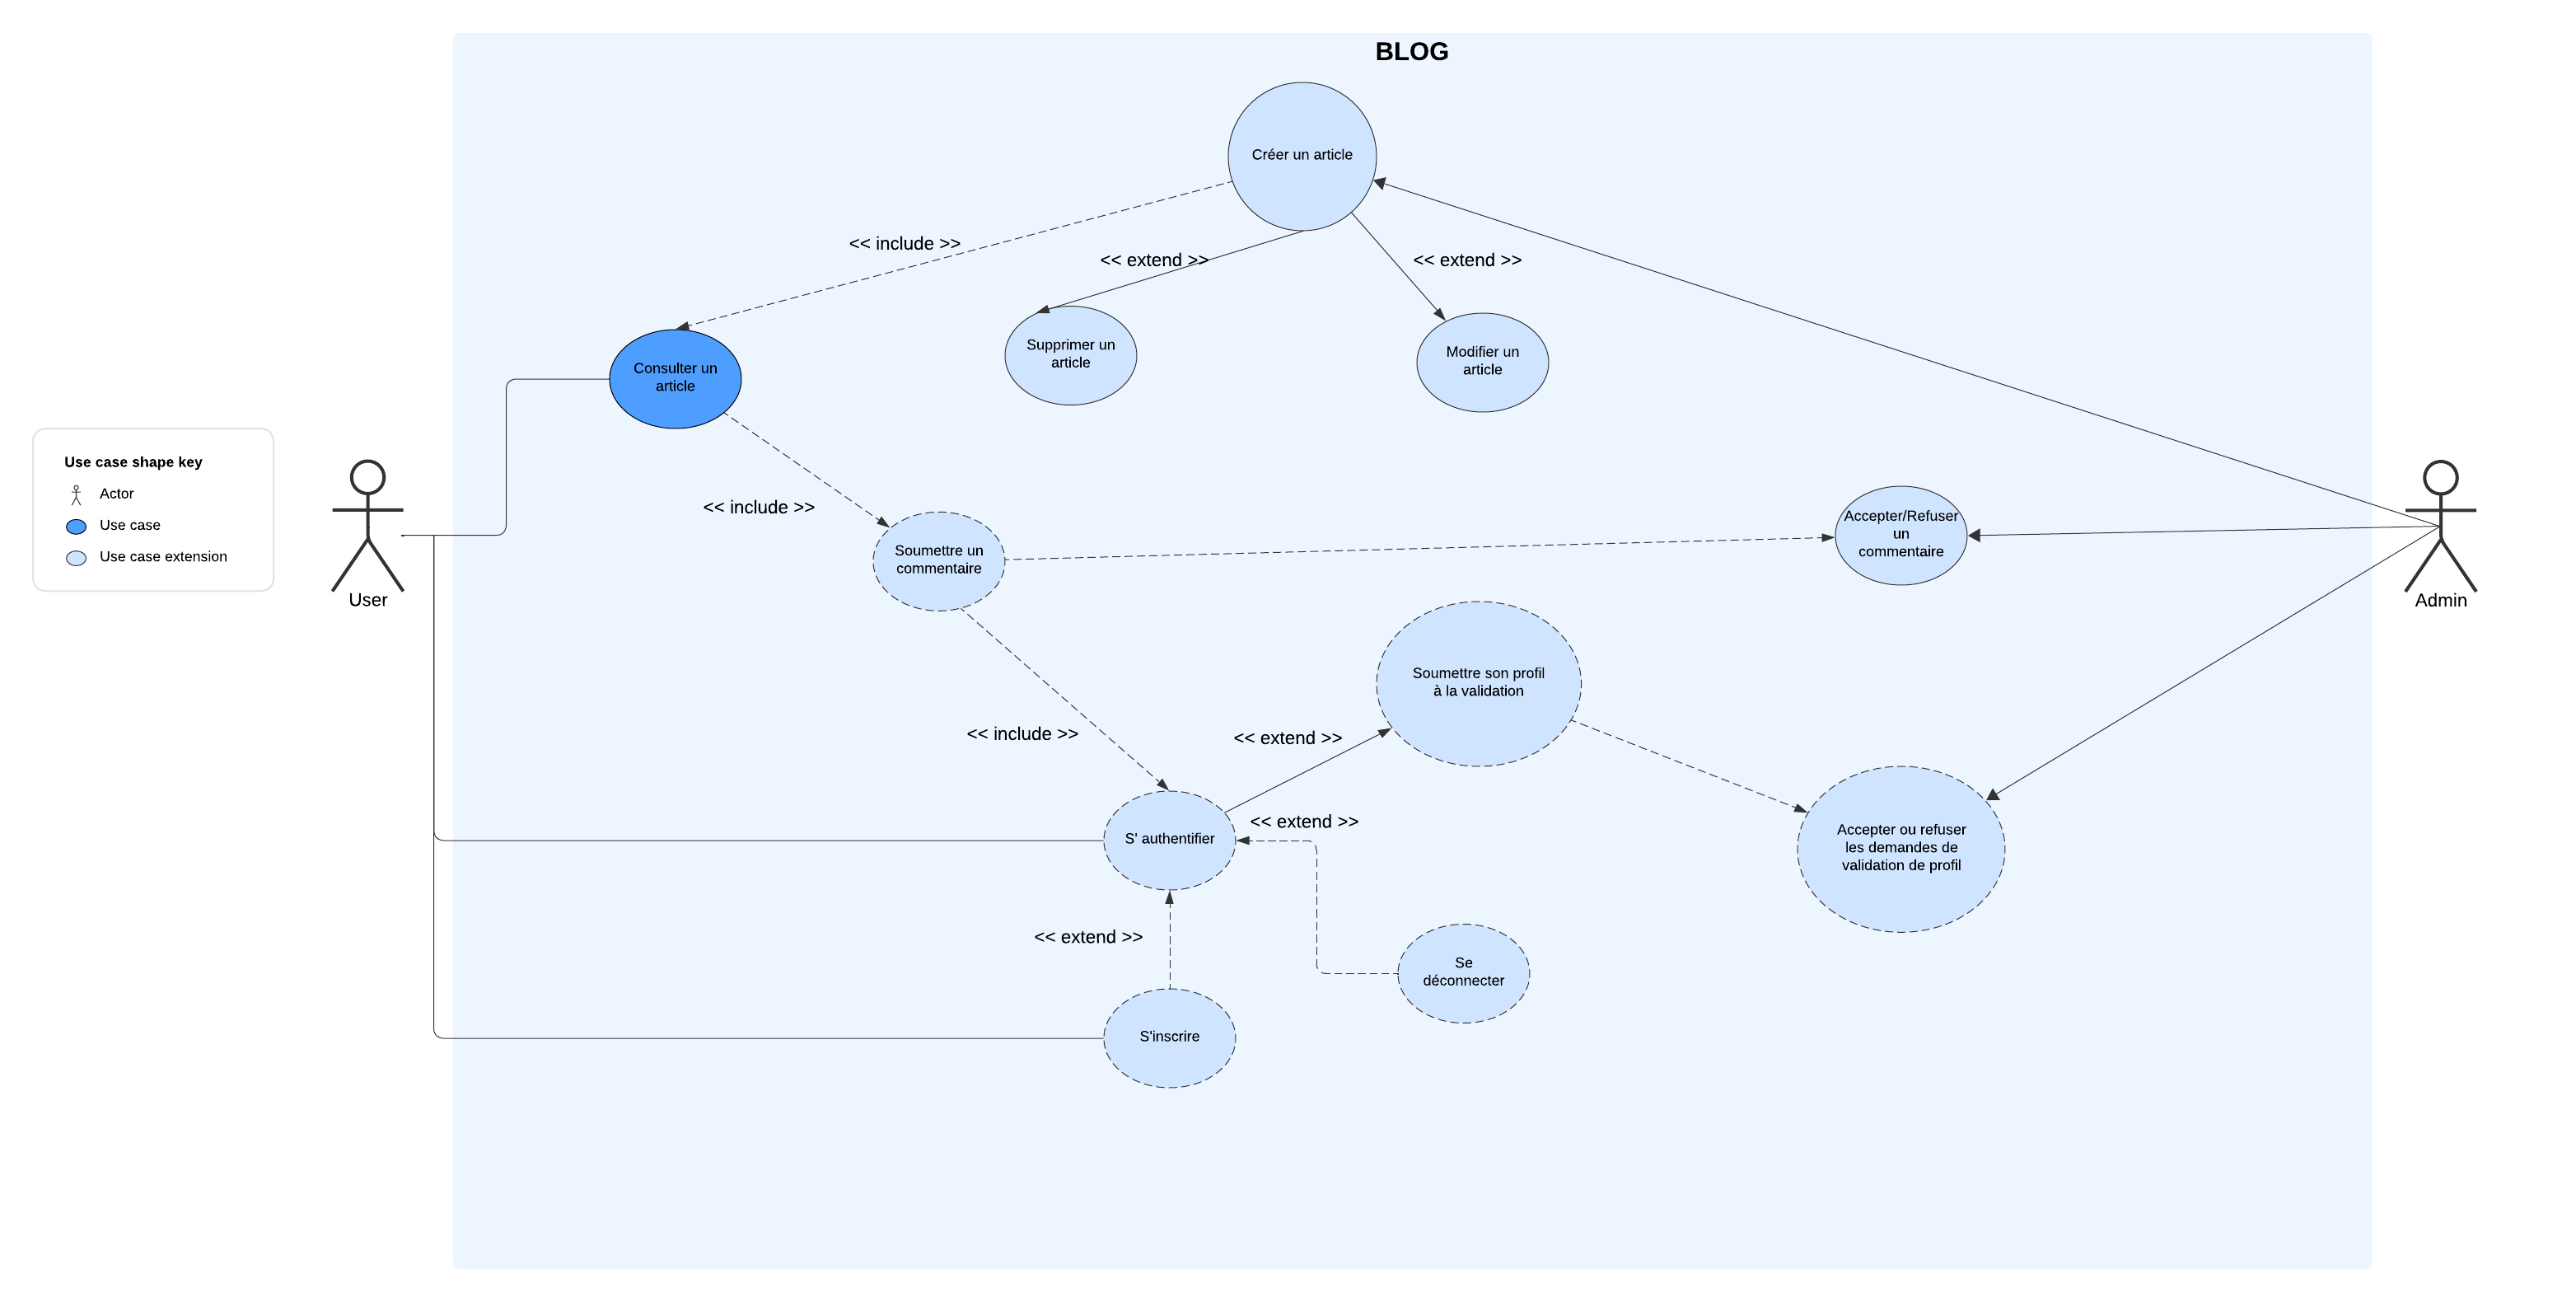 BLOG
Créer un article
<< include >>
<< extend >>
<< extend >>
Supprimer un
article
Modifier un
article
Consulter un
article
Use case shape key
Actor
Use case
Use case extension
User
<< include >>
Soumettre un
commentaire
Accepter/Refuser
un
commentaire
Admin
Soumettre son profil
à la validation
<< include >>
<< extend >>
<< extend >>
S' authentifier
Accepter ou refuser
les demandes de
validation de profil
<< extend >>
Se
déconnecter
S'inscrire